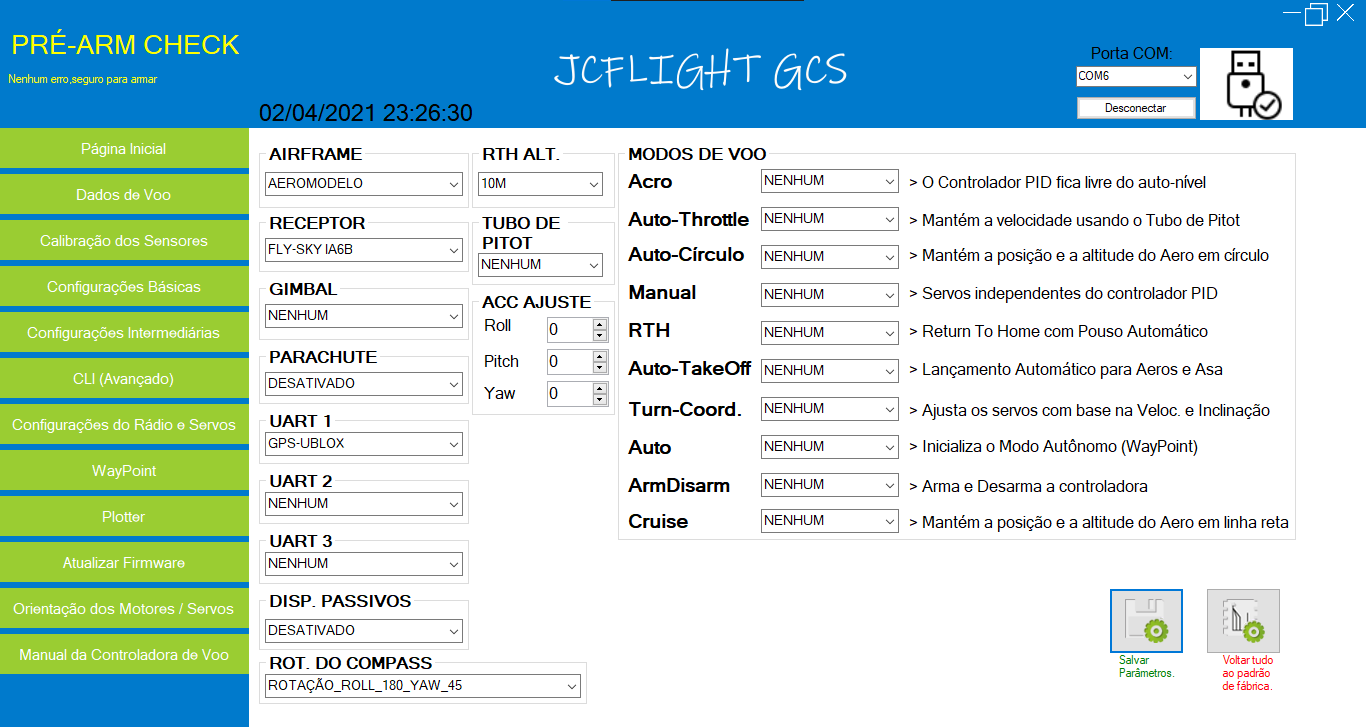 PRÉ-ARM CHECK
Nenhum erro,seguro para armar
JCFLIGHT GCS
02/04/2021 23:26:30
Porta COM:
COM6
Desconectar
Página Inicial
Dados de Voo
Calibração dos Sensores
Configurações Básicas
Configurações Intermediárias
CLI (Avançado)
Configurações do Rádio e Servos
WayPoint
Plotter
Atualizar Firmware
Orientação dos Motores / Servos
Manual da Controladora de Voo
AIRFRAME
AEROMODELO
RECEPTOR
FLY-SKY IA6B
GIMBAL
NENHUM
PARACHUTE
DESATIVADO
UART 1
GPS-UBLOX
UART 2
NENHUM
UART 3
NENHUM
DISP. PASSIVOS
DESATIVADO
ROT. DO COMPASS
ROTAÇÃO_ROLL_180_YAW_45
RTH ALT.
10M
TUBO DE
PITOT
NENHUM
ACC AJUSTE
Roll 0
Pitch 0
Yaw 0
MODOS DE VOO
Acro NENHUM > O Controlador PID fica livre do auto-nível
Auto-Throttle NENHUM > Mantém a velocidade usando o Tubo de Pitot
Auto-Círculo NENHUM > Mantém a posição e a altitude do Aero em círculo
Manual NENHUM > Servos independentes do controlador PID
RTH NENHUM > Return To Home com Pouso Automático
Auto-TakeOff NENHUM > Lançamento Automático para Aeros e Asa
Turn-Coord. NENHUM > Ajusta os servos com base na Veloc. e Inclinação
Auto NENHUM > Inicializa o Modo Autônomo (WayPoint)
ArmDisarm NENHUM > Arma e Desarma a controladora
Cruise NENHUM > Mantém a posição e a altitude do Aero em linha reta
Salvar
Parâmetros.
Voltar tudo
ao padrão
de fábrica.